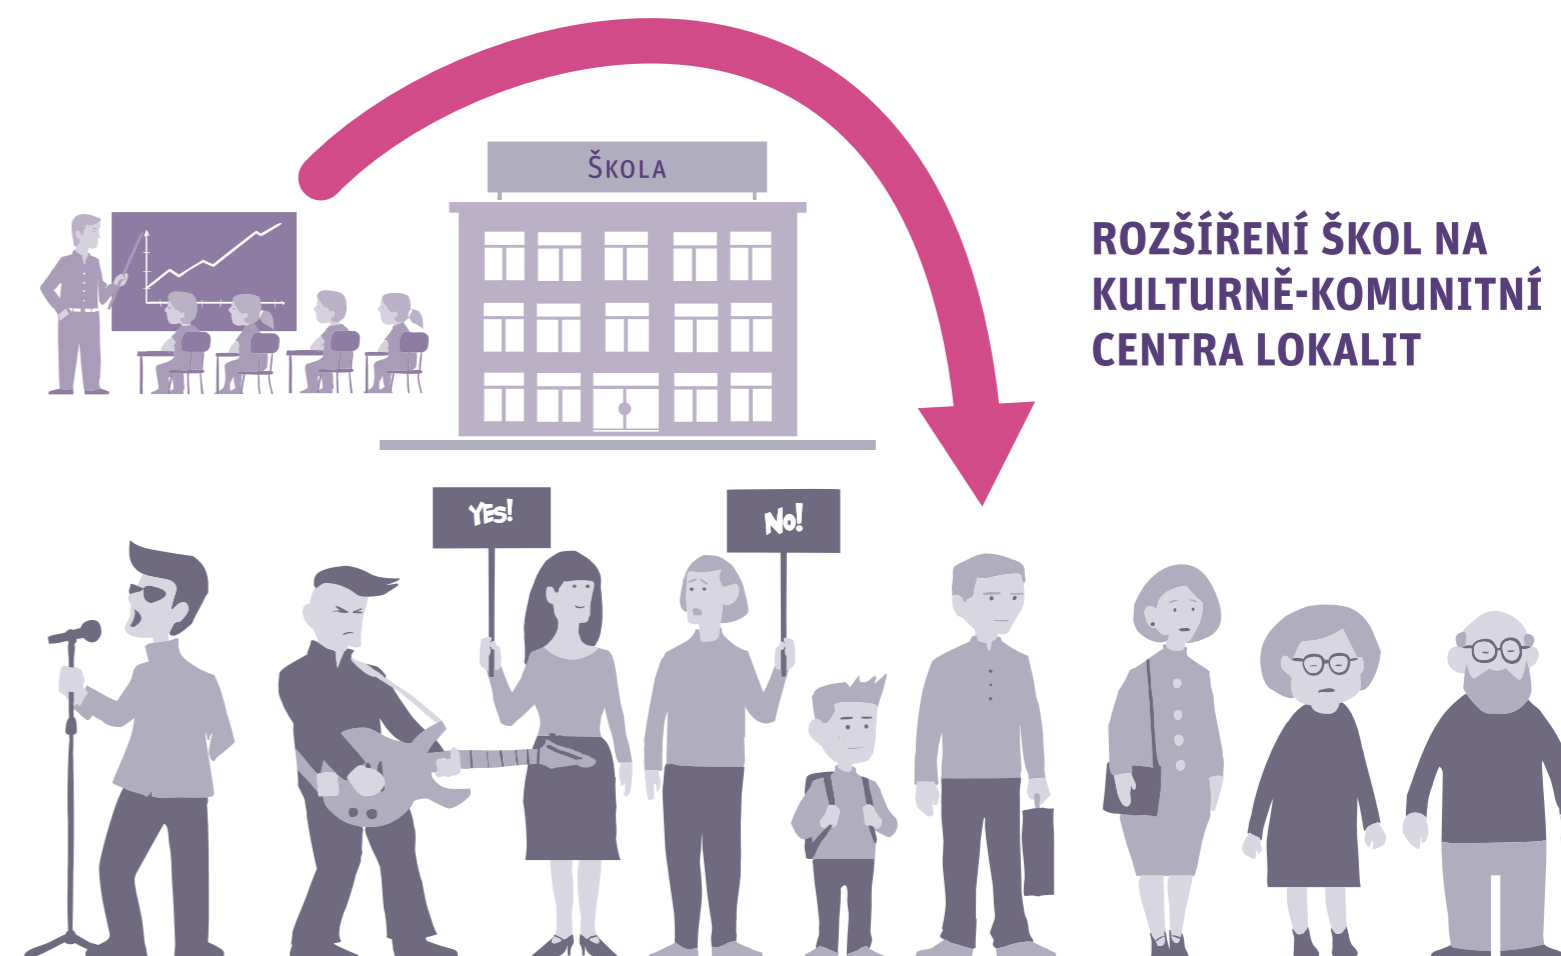 ŠKOLA
ROZŠÍŘENÍ ŠKOL NA
KULTURNĚ-KOMUNITNÍ
CENTRA LOKALIT
YES!
NO!